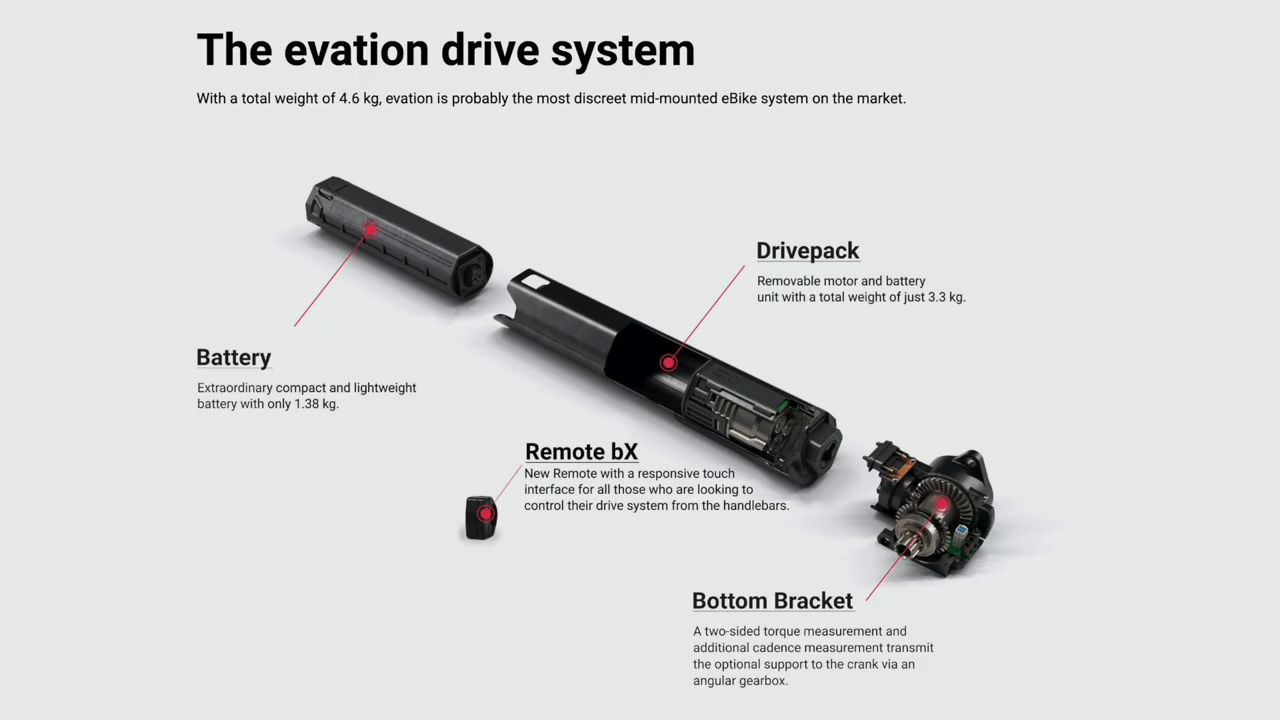 The evation drive system
With a total weight of 4.6 kg, evation is probably the most discreet mid-mounted eBike system on the market.
Drivepack
Removable motor and battery
unit with a total weight of just 3.3 kg.
Battery
Extraordinary compact and lightweight
battery with only 1.38 kg.
Remote bX
New Remote with a responsive touch
interface for all those who are looking to
control their drive system from the handlebars.
Bottom Bracket
A two-sided torque measurement and
additional cadence measurement transmit
the optional support to the crank via an
angular gearbox.